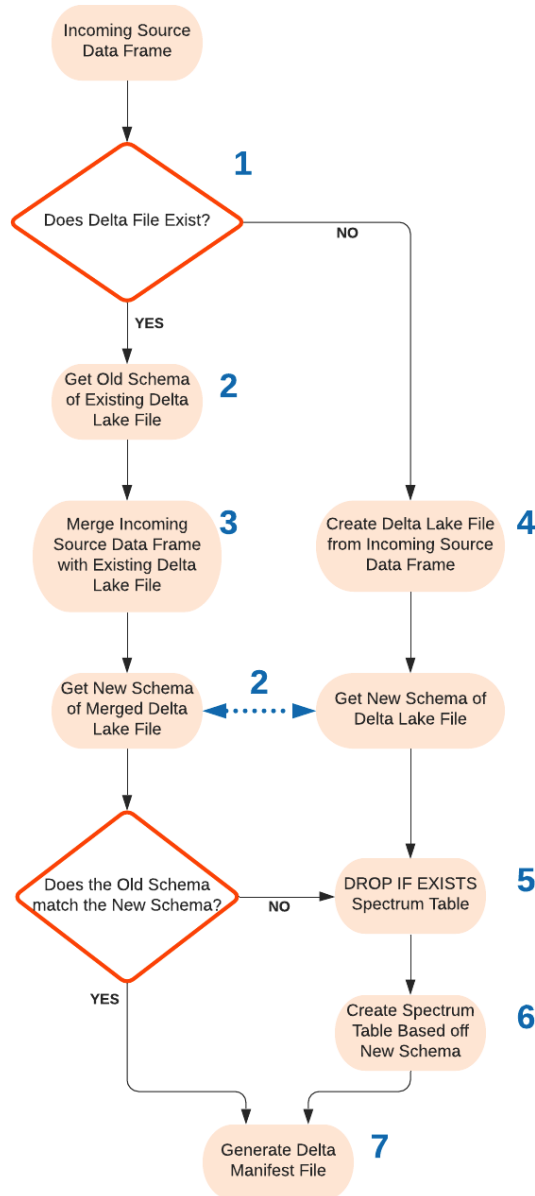 Incoming Source
Data Frame
1
Does Delta File Exist?
NO
YES
Get Old Schema
of Existing Delta
Lake File
2
Merge Incoming
Source Data Frame
with Existing Delta
Lake File
3
Create Delta Lake File
from Incoming Source
Data Frame
4
Get New Schema
of Merged Delta
Lake File
2
Get New Schema of
Delta Lake File
Does the Old Schema
match the New Schema?
NO
DROP IF EXISTS
Spectrum Table
5
YES
Create Spectrum
Table Based off
New Schema
6
Generate Delta
Manifest File
7